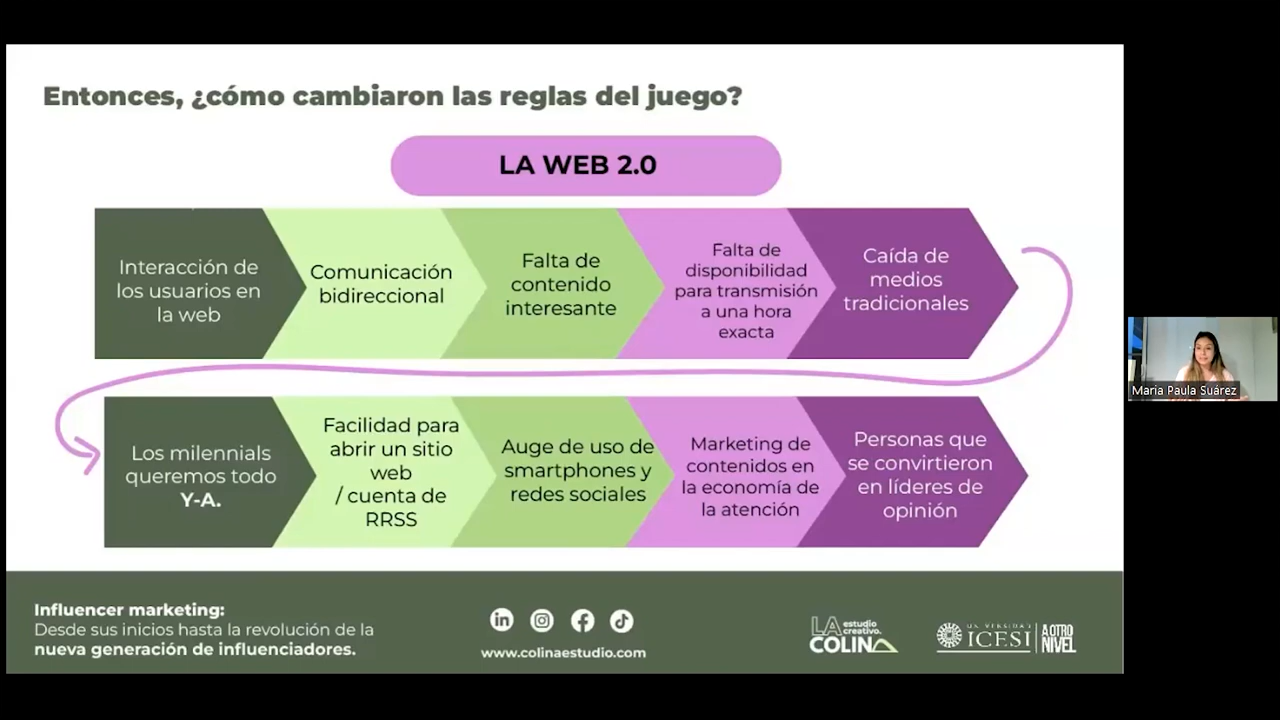 Entonces, ¿cómo cambiaron las reglas del juego?
LA WEB 2.0
Interacción de
los usuarios en
la web
Comunicación
bidireccional
Falta de
contenido
interesante
Falta de
disponibilidad
para transmisión
a una hora
exacta
Caída de
medios
tradicionales
Los milennials
queremos todo
Y-A.
Facilidad para
abrir un sitio
web
/ cuenta de
RRSS
Auge de uso de
smartphones y
redes sociales
Marketing de
contenidos en
la economía de
la atención
Personas que
se convirtieron
en líderes de
opinión
Maria Paula Suárez
Influencer marketing:
Desde sus inicios hasta la revolución de la
nueva generación de influenciadores.
www.colinaestudio.com
LA estudio
creativo.
COLINA
UNIVERSIDAD
ICESI
A OTRO
NIVEL